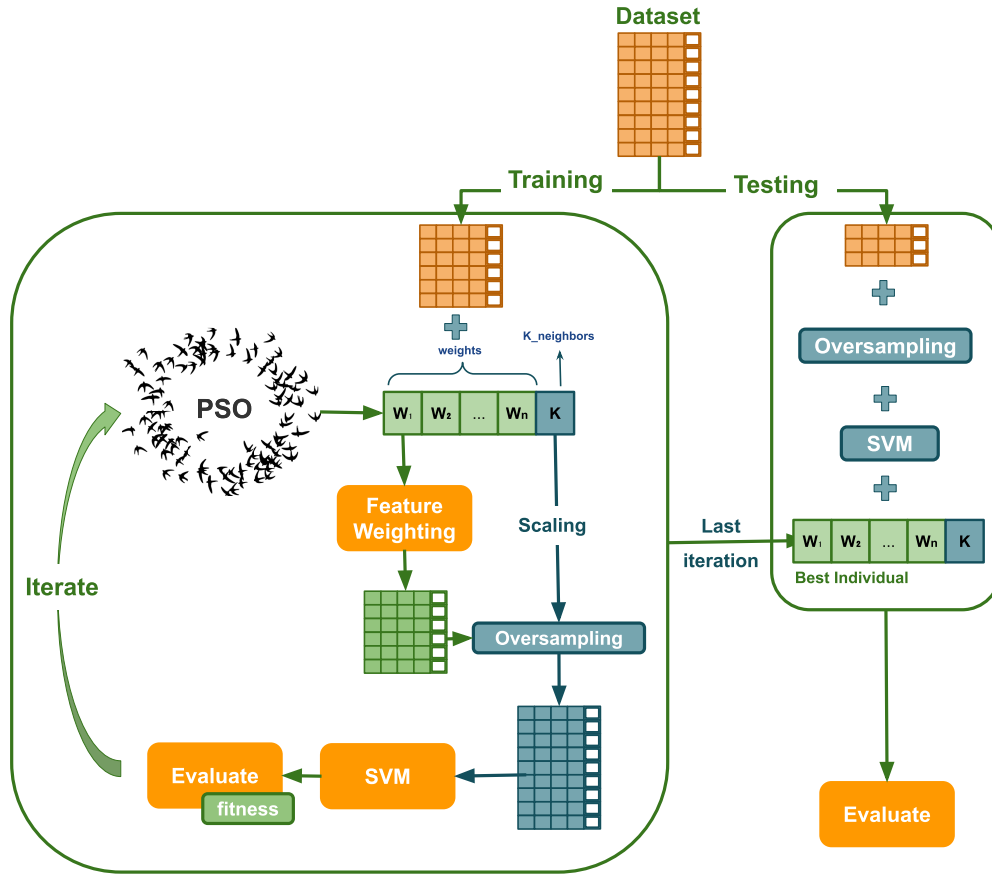 Dataset
Training
Testing
weights
K_neighbors
PSO
W₁ W₂ ... Wn K
Feature
Weighting
Scaling
Oversampling
Iterate
Evaluate
fitness
SVM
Last
iteration
Oversampling
SVM
W₁ W₂ ... Wn K
Best Individual
Evaluate